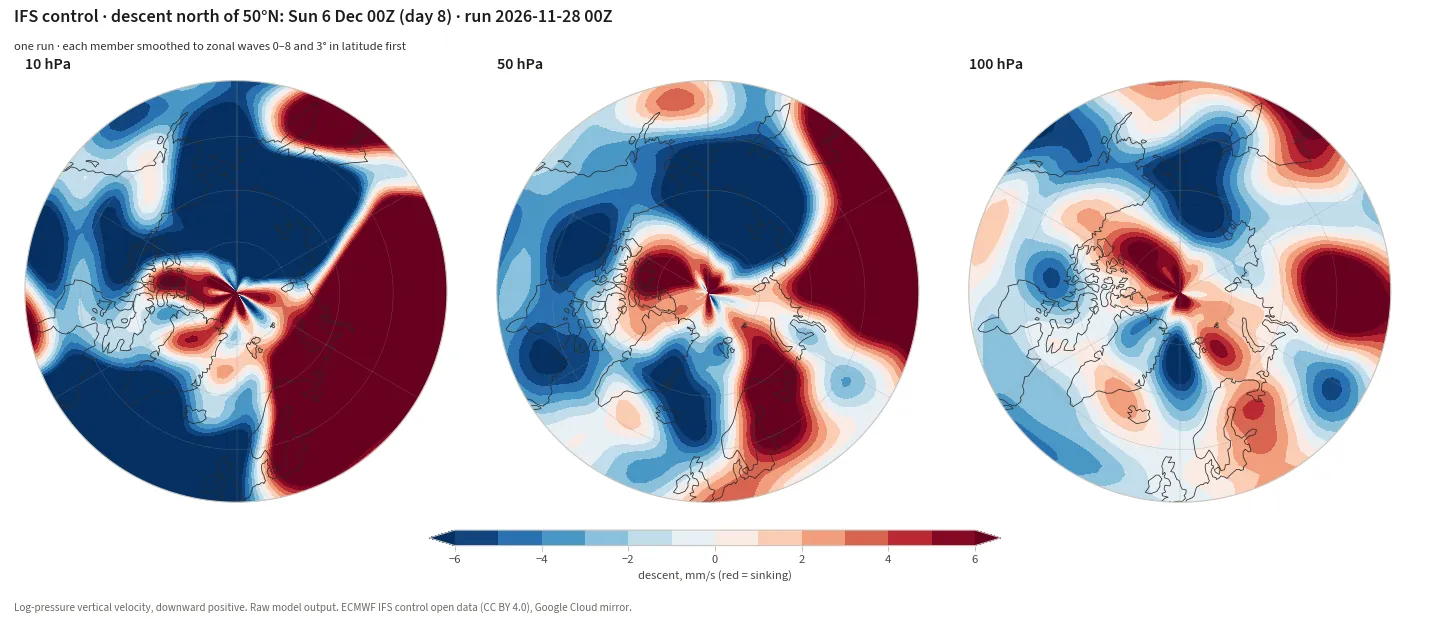 IFS control · descent north of 50°N: Sun 6 Dec 00Z (day 8) · run 2026-11-28 00Z
one run · each member smoothed to zonal waves 0–8 and 3° in latitude first
10 hPa
50 hPa
100 hPa
−6 −4 −2 0 2 4 6
descent, mm/s (red = sinking)
Log-pressure vertical velocity, downward positive. Raw model output. ECMWF IFS control open data (CC BY 4.0), Google Cloud mirror.